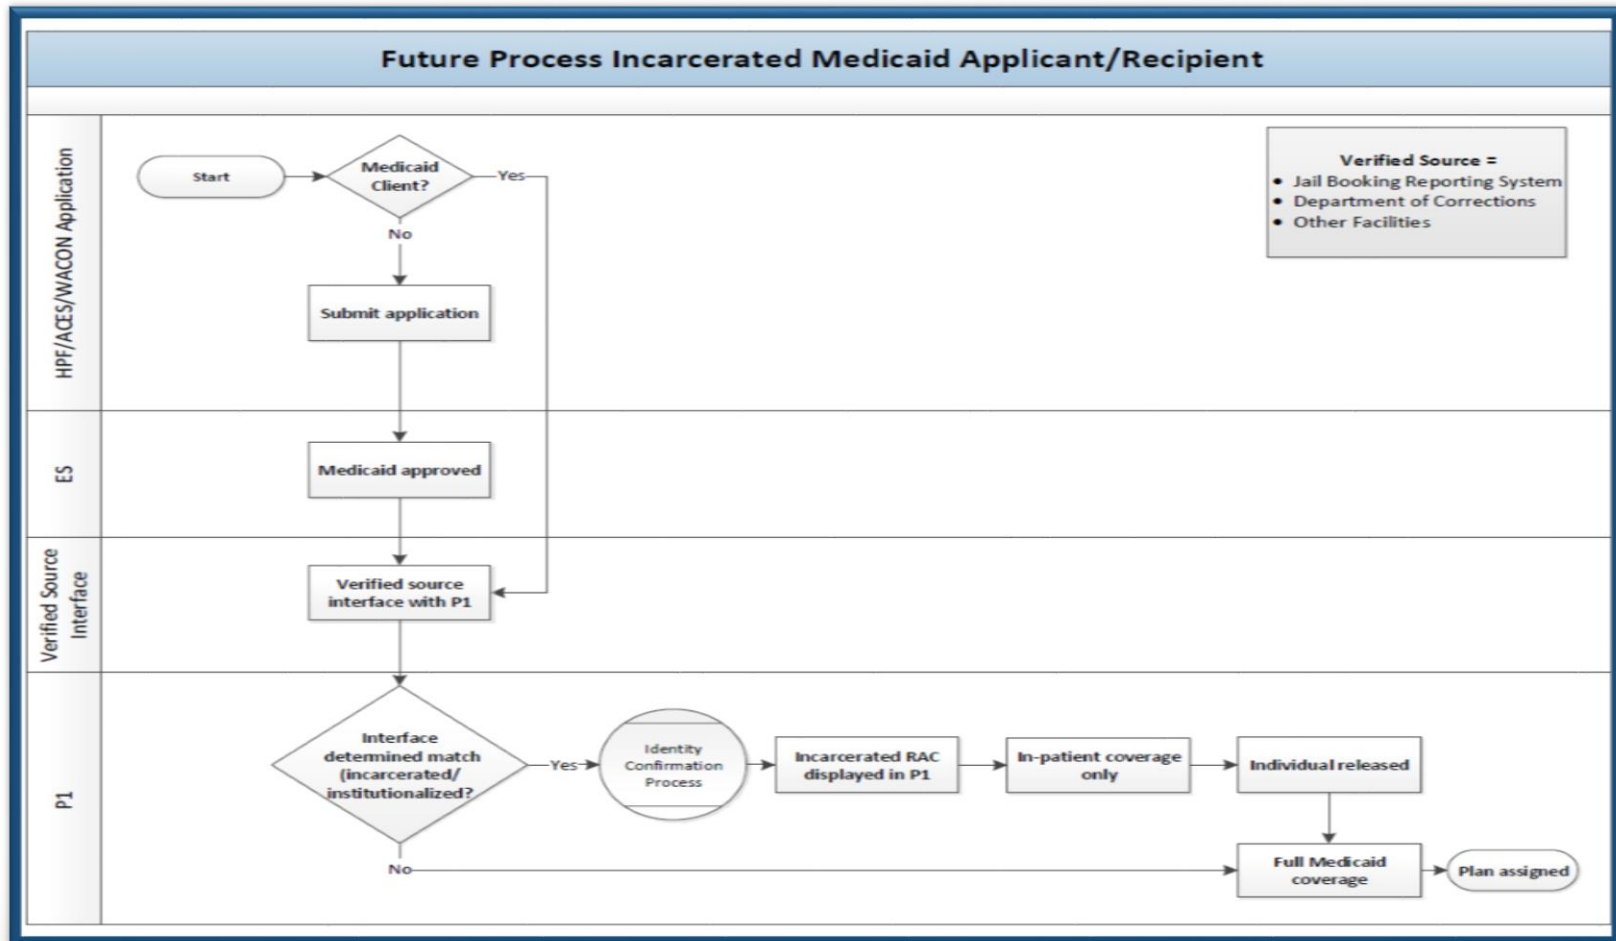 Future Process Incarcerated Medicaid Applicant/Recipient
HPF/ACES/WACON Application
Start
Medicaid
Client?
Yes
No
Submit application
Verified Source =
• Jail Booking Reporting System
• Department of Corrections
• Other Facilities
ES
Medicaid approved
Verified Source
Interface
Verified source
interface with P1
P1
Interface
determined match
(incarcerated/
institutionalized?
Yes
Identity
Confirmation
Process
Incarcerated RAC
displayed in P1
In-patient coverage
only
Individual released
No
Full Medicaid
coverage
Plan assigned